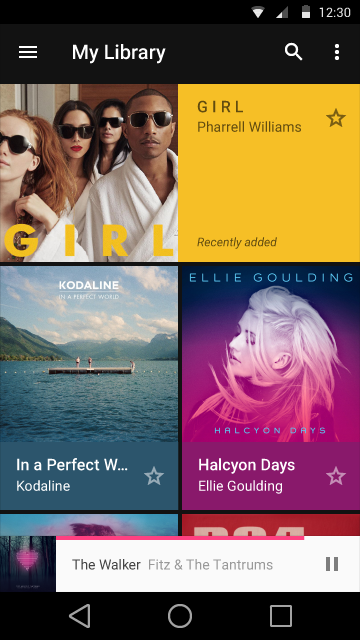 12:30
My Library
GIRL
Pharrell Williams
GIRL
Recently added
KODALINE
IN A PERFECT WORLD
In a Perfect W...
Kodaline
ELLIE GOULDING
HALCYON DAYS
Halcyon Days
Ellie Goulding
The Walker Fitz & The Tantrums